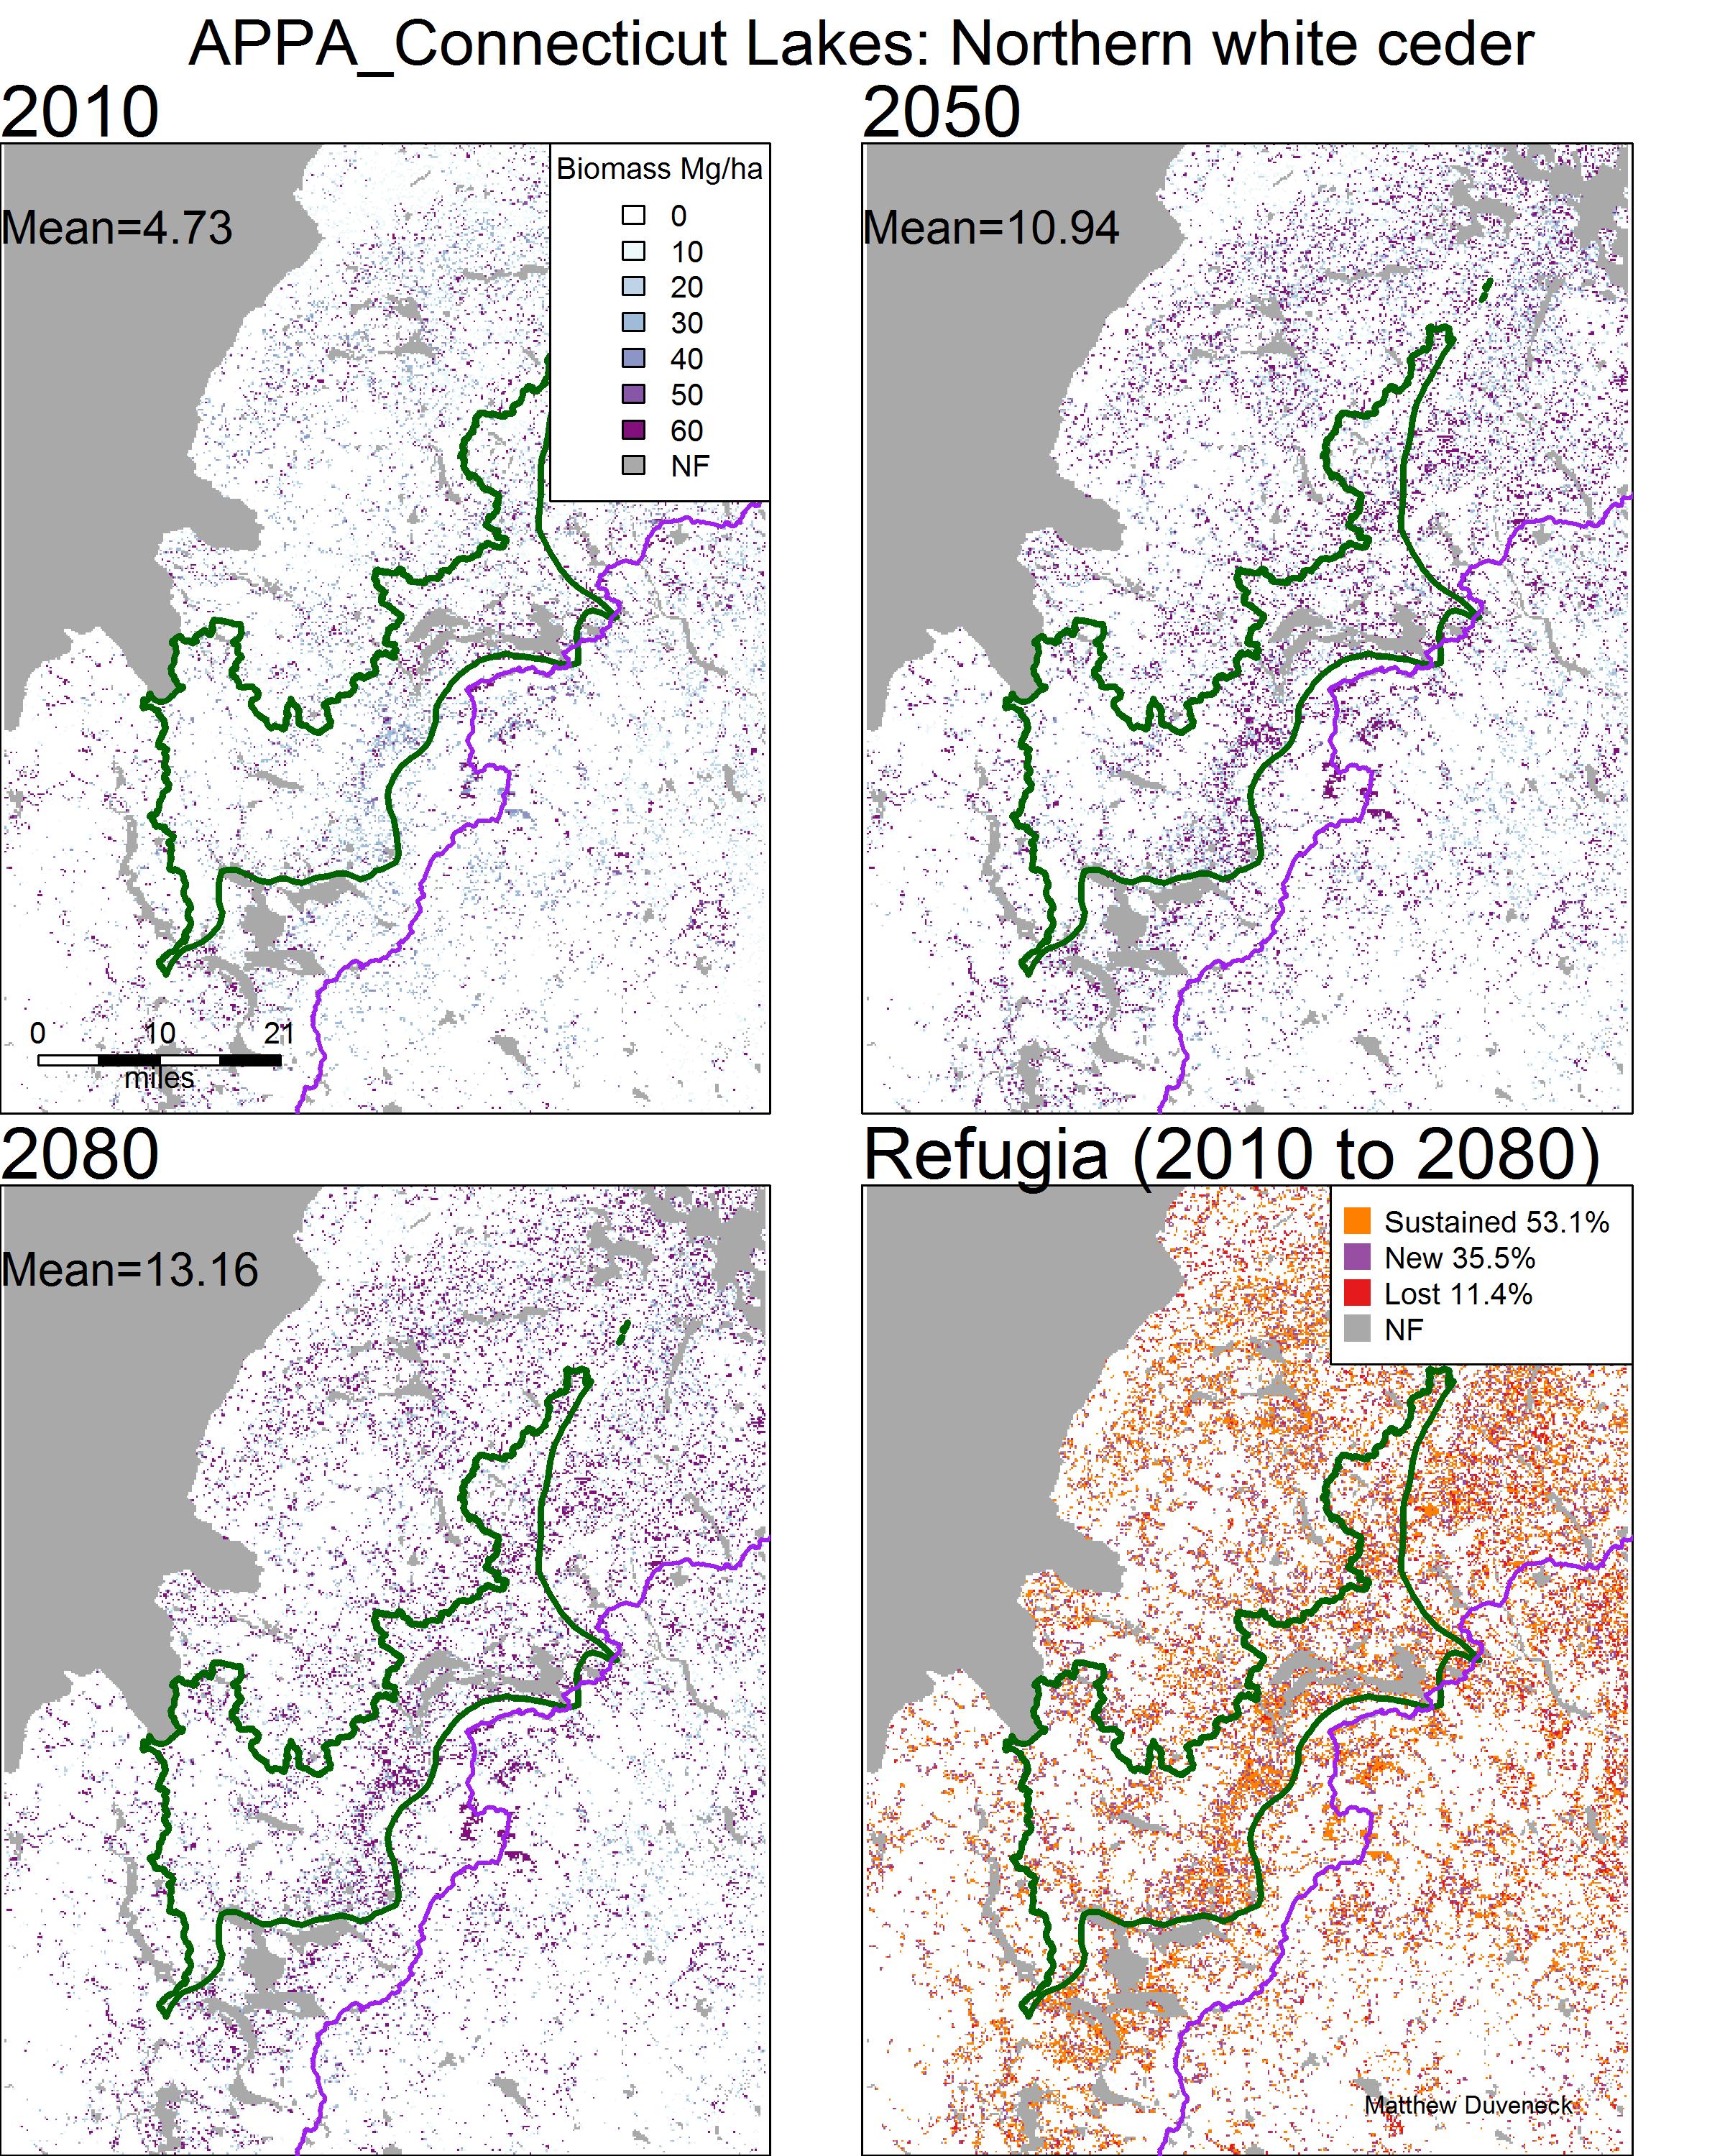 APPA_Connecticut Lakes: Northern white ceder
2010
2050
Mean=4.73
Biomass Mg/ha
0
10
20
30
40
50
60
NF
0 10 21
miles
Mean=10.94
2080
Refugia (2010 to 2080)
Mean=13.16
Sustained 53.1%
New 35.5%
Lost 11.4%
NF
Matthew Duveneck